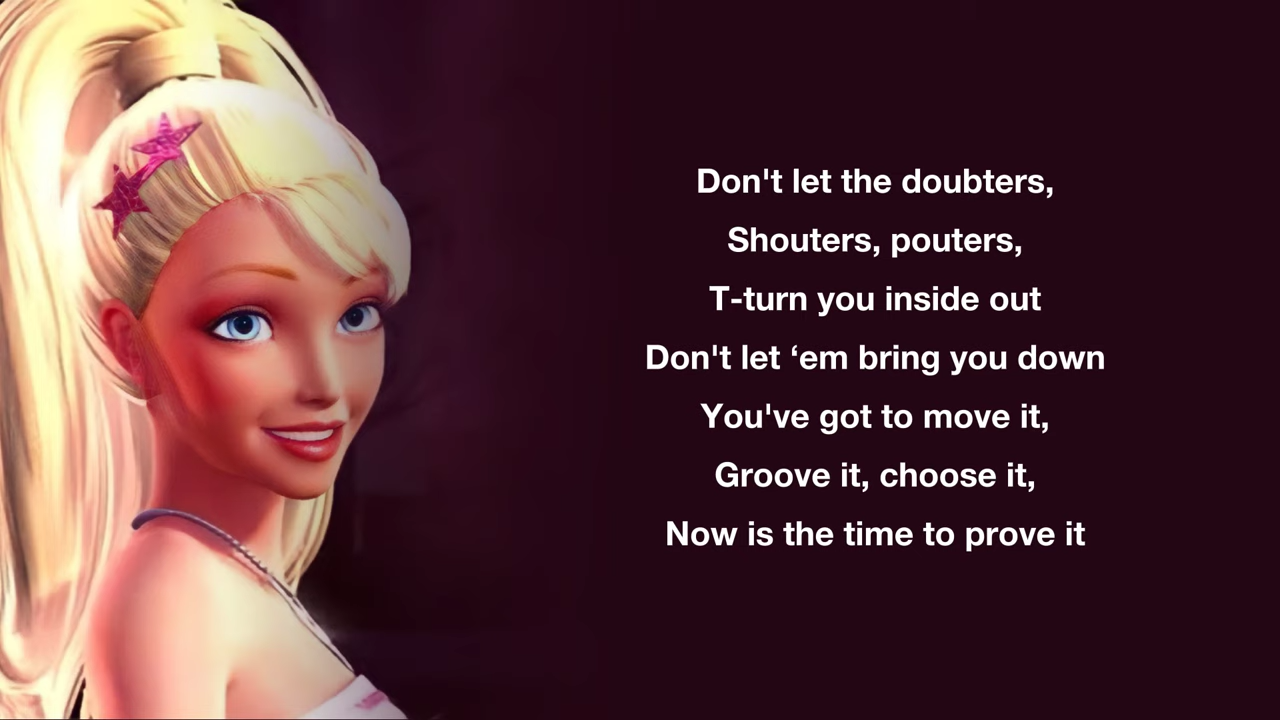 Don't let the doubters,
Shouters, pouters,
T-turn you inside out
Don't let ‘em bring you down
You've got to move it,
Groove it, choose it,
Now is the time to prove it